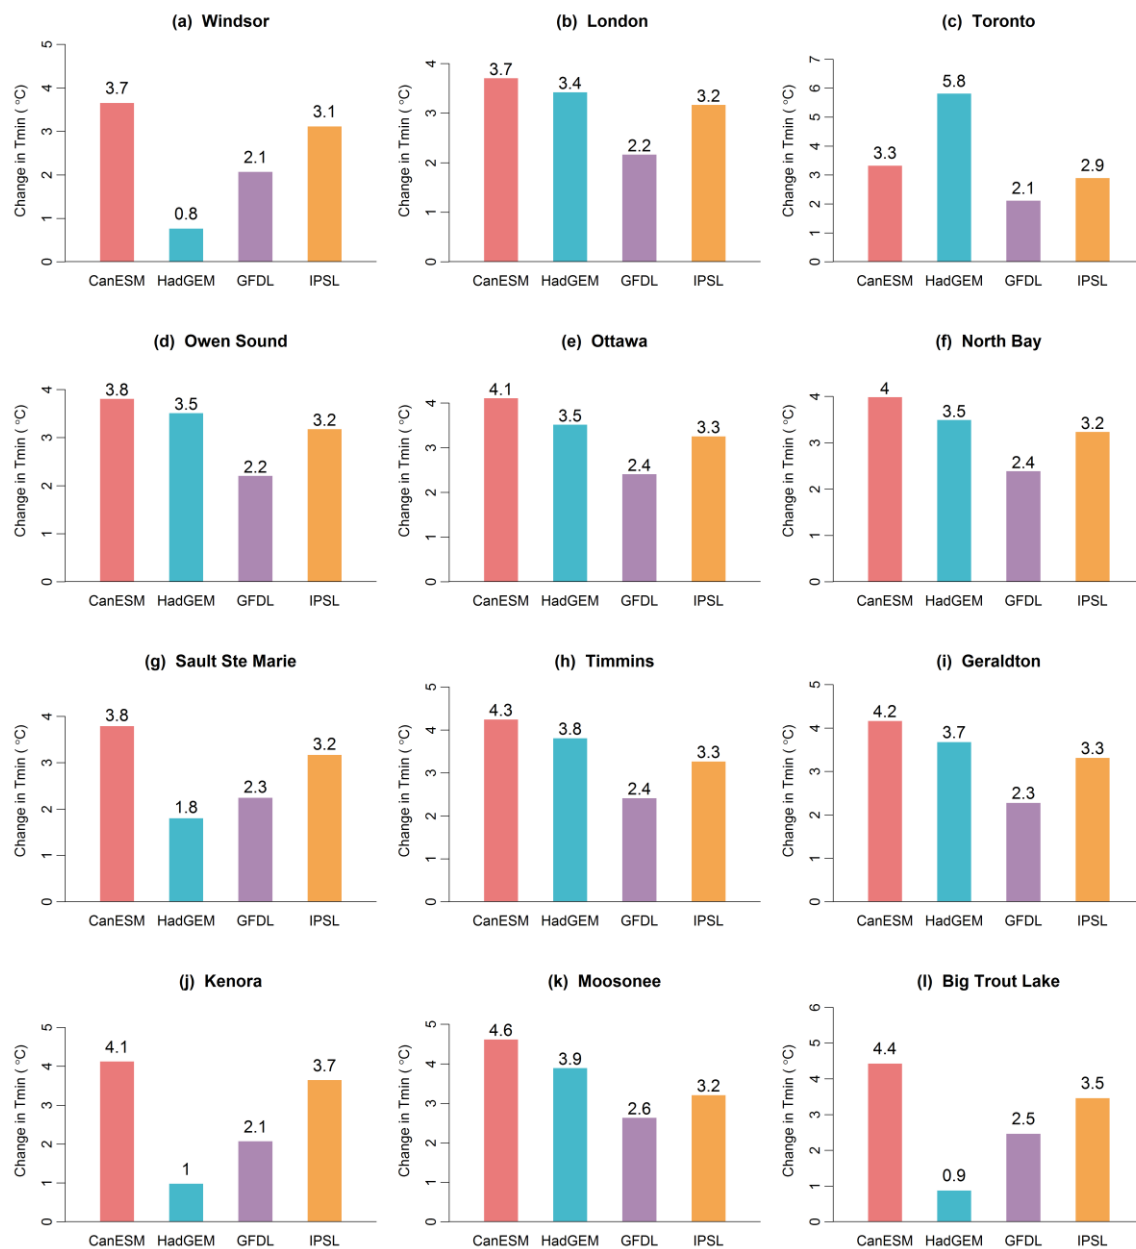 (a) Windsor
Change in Tmin ( °C)
0 1 2 3 4 5
3.7 0.8 2.1 3.1
CanESM HadGEM GFDL IPSL
(b) London
Change in Tmin ( °C)
0 1 2 3 4
3.7 3.4 2.2 3.2
CanESM HadGEM GFDL IPSL
(c) Toronto
Change in Tmin ( °C)
0 1 2 3 4 5 6 7
3.3 5.8 2.1 2.9
CanESM HadGEM GFDL IPSL
(d) Owen Sound
Change in Tmin ( °C)
0 1 2 3 4
3.8 3.5 2.2 3.2
CanESM HadGEM GFDL IPSL
(e) Ottawa
Change in Tmin ( °C)
0 1 2 3 4
4.1 3.5 2.4 3.3
CanESM HadGEM GFDL IPSL
(f) North Bay
Change in Tmin ( °C)
0 1 2 3 4
4 3.5 2.4 3.2
CanESM HadGEM GFDL IPSL
(g) Sault Ste Marie
Change in Tmin ( °C)
0 1 2 3 4
3.8 1.8 2.3 3.2
CanESM HadGEM GFDL IPSL
(h) Timmins
Change in Tmin ( °C)
0 1 2 3 4 5
4.3 3.8 2.4 3.3
CanESM HadGEM GFDL IPSL
(i) Geraldton
Change in Tmin ( °C)
0 1 2 3 4 5
4.2 3.7 2.3 3.3
CanESM HadGEM GFDL IPSL
(j) Kenora
Change in Tmin ( °C)
0 1 2 3 4 5
4.1 1 2.1 3.7
CanESM HadGEM GFDL IPSL
(k) Moosonee
Change in Tmin ( °C)
0 1 2 3 4 5
4.6 3.9 2.6 3.2
CanESM HadGEM GFDL IPSL
(l) Big Trout Lake
Change in Tmin ( °C)
0 1 2 3 4 5 6
4.4 0.9 2.5 3.5
CanESM HadGEM GFDL IPSL